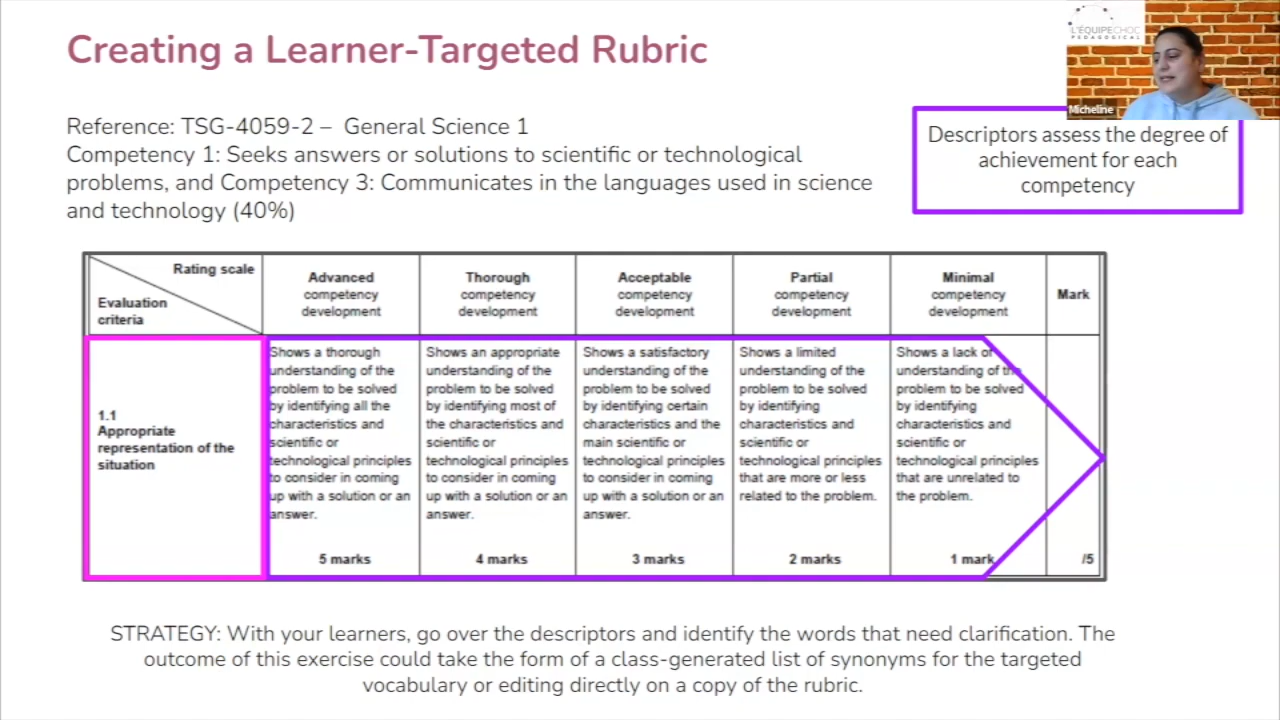 Creating a Learner-Targeted Rubric
L'ÉQUIPECHOC
PEDAGOGICAL
Micheline
Reference: TSG-4059-2 – General Science 1
Competency 1: Seeks answers or solutions to scientific or technological
problems, and Competency 3: Communicates in the languages used in science
and technology (40%)
Descriptors assess the degree of
achievement for each
competency
Rating scale
Evaluation
criteria
Advanced
competency
development
Thorough
competency
development
Acceptable
competency
development
Partial
competency
development
Minimal
competency
development
Mark
1.1
Appropriate
representation of the
situation
Shows a thorough
understanding of the
problem to be solved
by identifying all the
characteristics and
scientific or
technological principles
to consider in coming
up with a solution or an
answer.
5 marks
Shows an appropriate
understanding of the
problem to be solved
by identifying most of
the characteristics and
scientific or
technological principles
to consider in coming
up with a solution or an
answer.
4 marks
Shows a satisfactory
understanding of the
problem to be solved
by identifying certain
characteristics and the
main scientific or
technological principles
to consider in coming
up with a solution or an
answer.
3 marks
Shows a limited
understanding of the
problem to be solved
by identifying
characteristics and
scientific or
technological principles
that are more or less
related to the problem.
2 marks
Shows a lack of
understanding of the
problem to be solved
by identifying
characteristics and
scientific or
technological principles
that are unrelated to
the problem.
1 mark
/5
STRATEGY: With your learners, go over the descriptors and identify the words that need clarification. The
outcome of this exercise could take the form of a class-generated list of synonyms for the targeted
vocabulary or editing directly on a copy of the rubric.